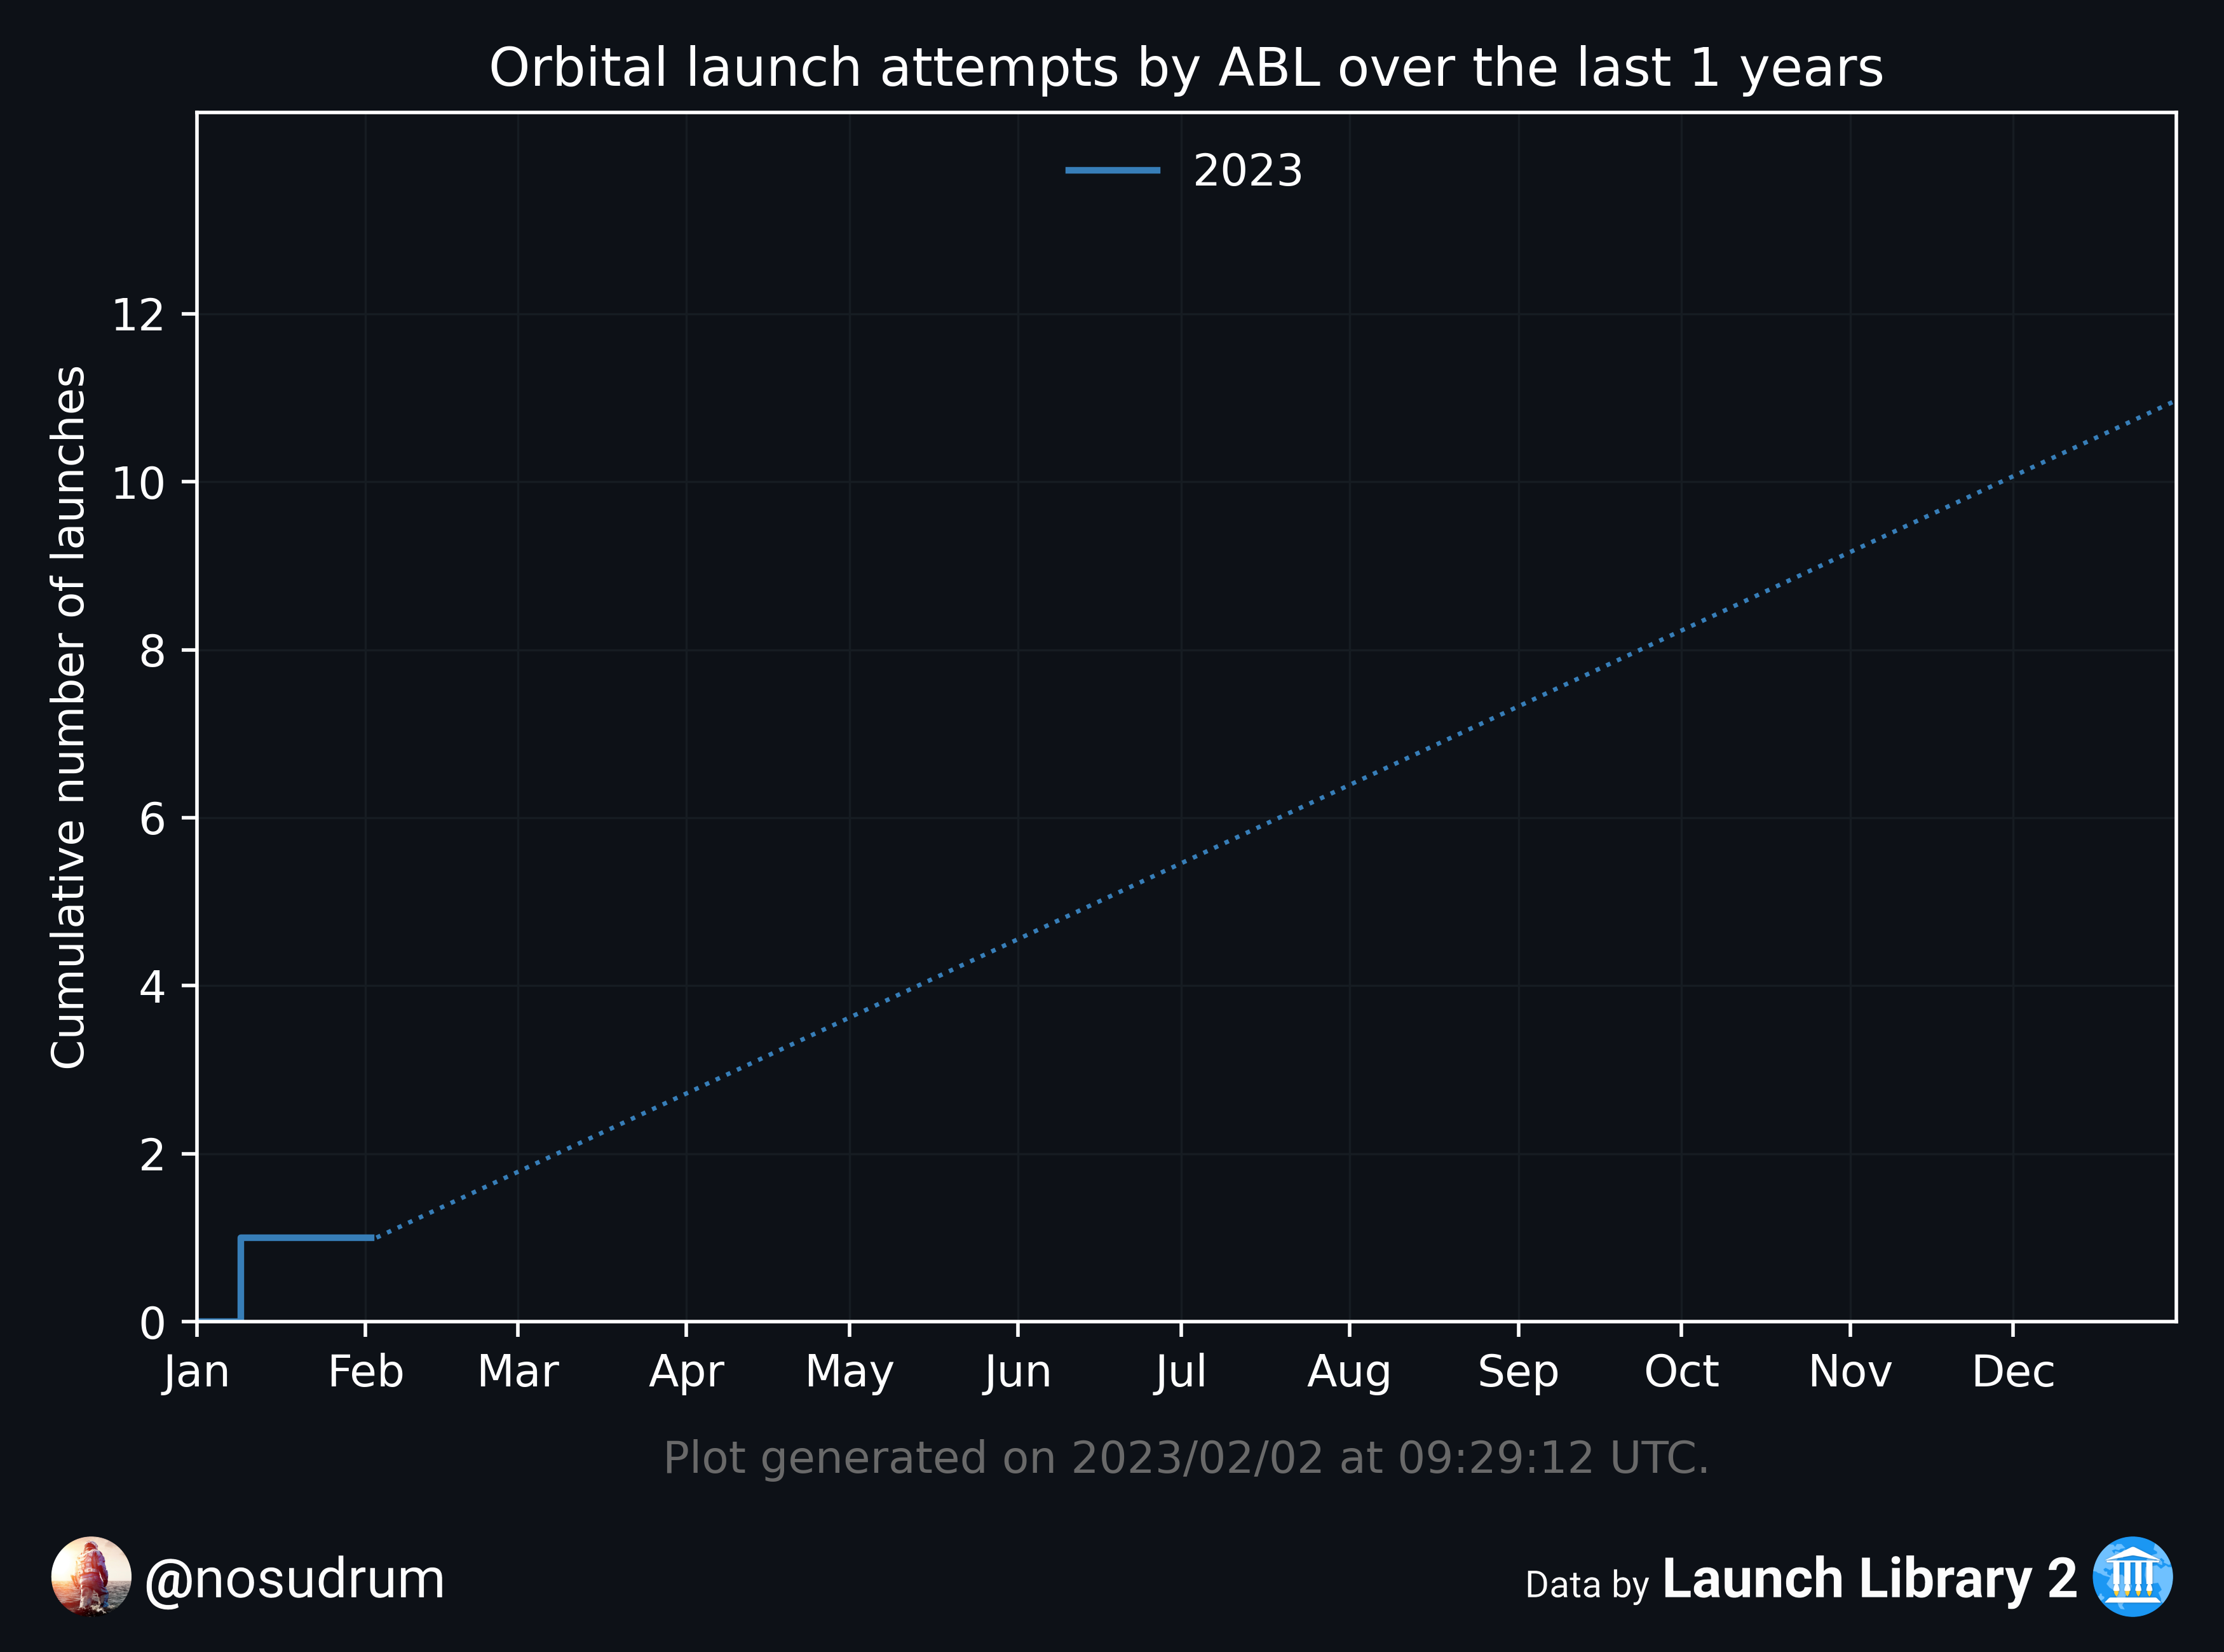 Orbital launch attempts by ABL over the last 1 years
2023
Cumulative number of launches
12
10
8
6
4
2
0
Jan Feb Mar Apr May Jun Jul Aug Sep Oct Nov Dec
Plot generated on 2023/02/02 at 09:29:12 UTC.
@nosudrum
Data by Launch Library 2